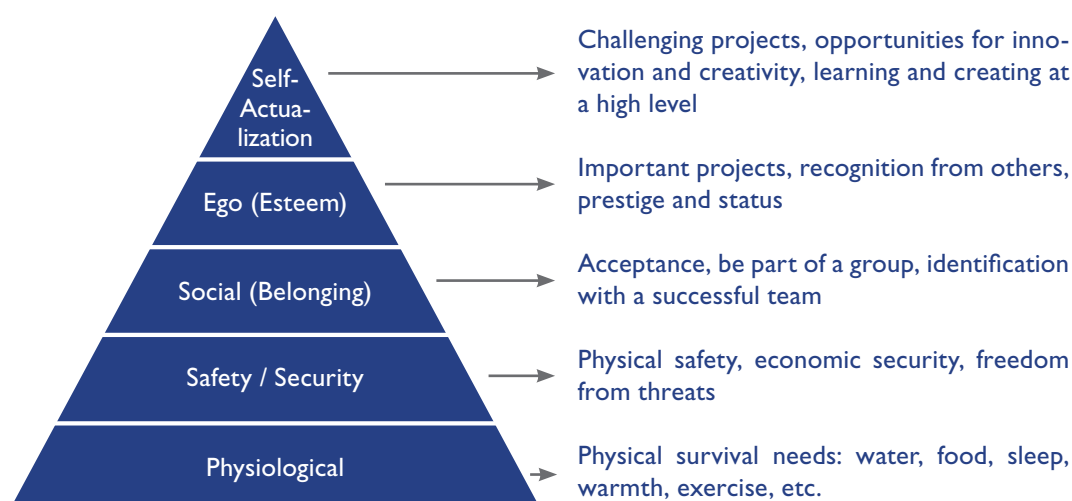 Self-
Actua-
lization
Challenging projects, opportunities for inno-
vation and creativity, learning and creating at
a high level
Ego (Esteem)
Important projects, recognition from others,
prestige and status
Social (Belonging)
Acceptance, be part of a group, identification
with a successful team
Safety / Security
Physical safety, economic security, freedom
from threats
Physiological
Physical survival needs: water, food, sleep,
warmth, exercise, etc.